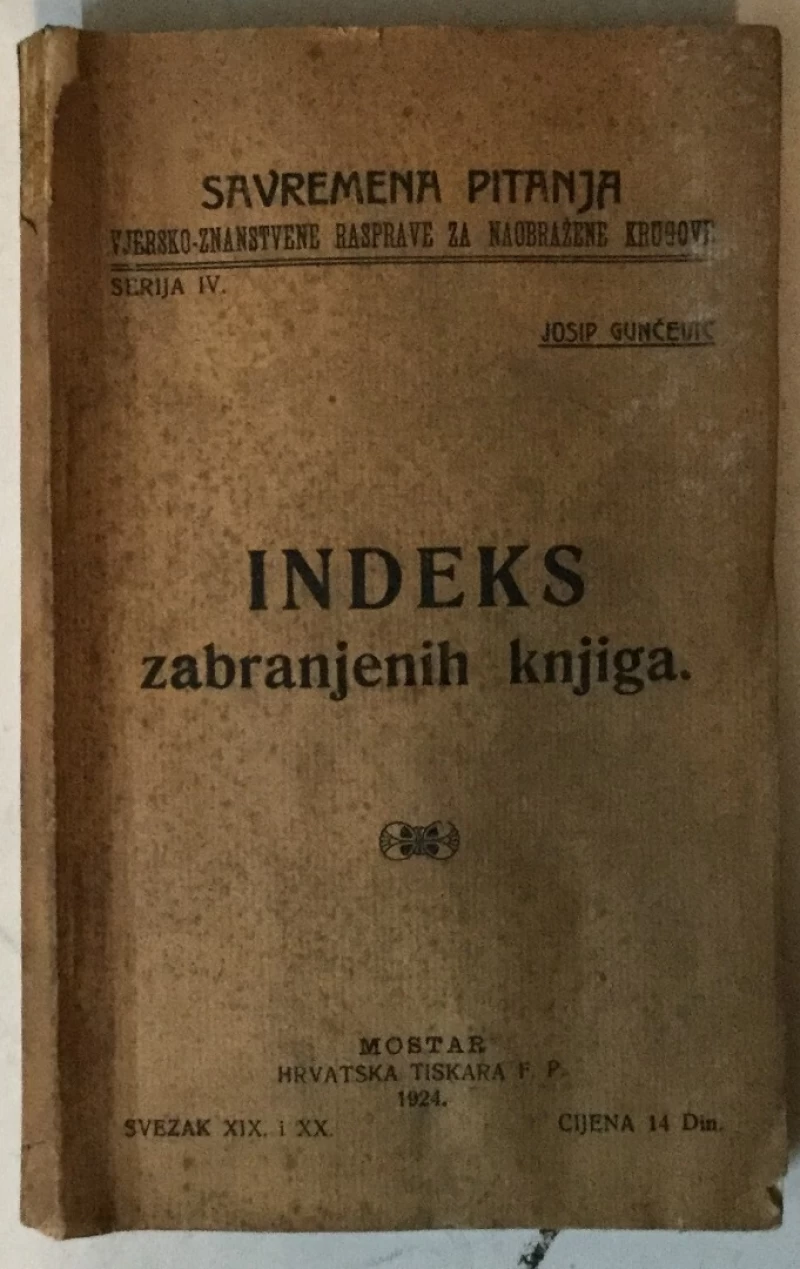 SAVREMENA PITANJA
VJERSKO-ZNANSTVENE RASPRAVE ZA NAOBRAŽENE KRUGOVE
SERIJA IV.
JOSIP GUNČEVIĆ
INDEKS
zabranjenih knjiga.
MOSTAR
HRVATSKA TISKARA F. P.
1924.
SVEZAK XIX. i XX.
CIJENA 14 Din.